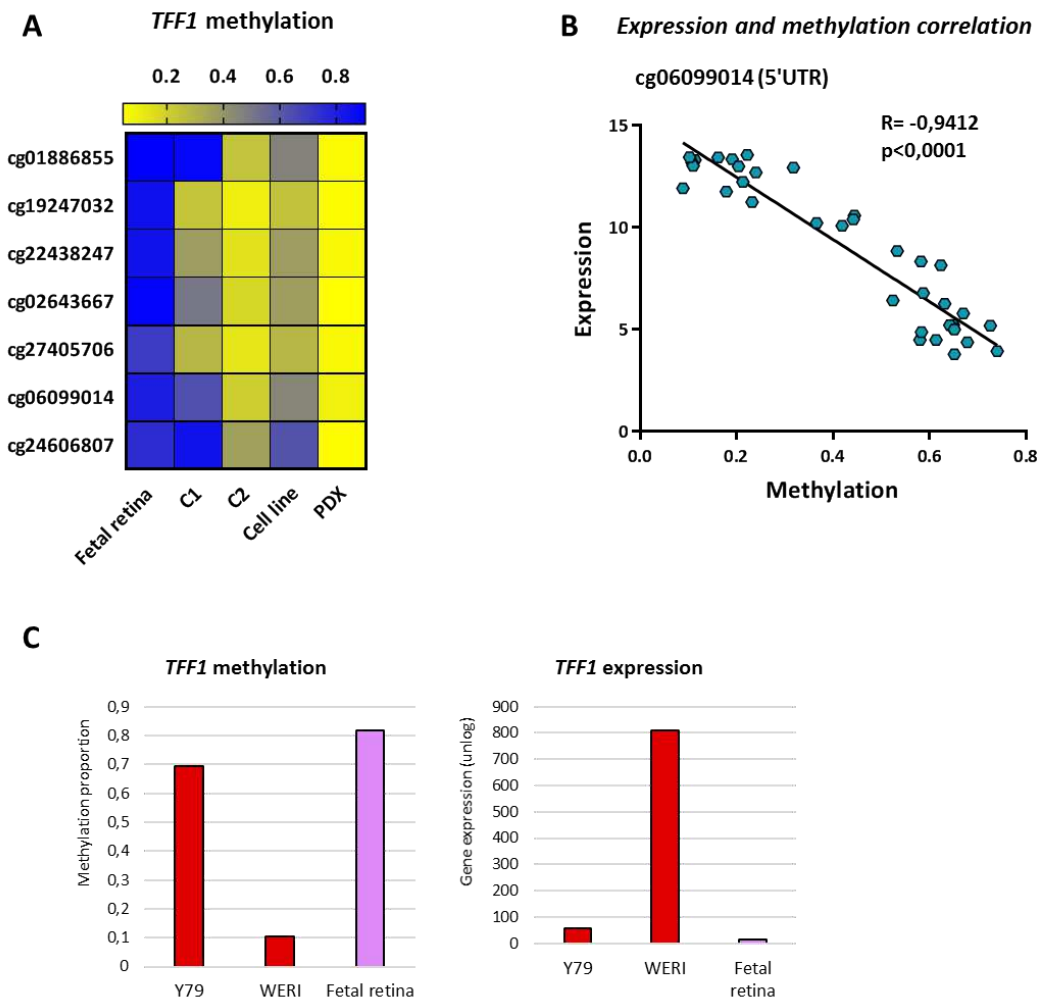 A
TFF1 methylation
0.2 0.4 0.6 0.8
cg01886855
cg19247032
cg22438247
cg02643667
cg27405706
cg06099014
cg24606807
Fetal retina
C1
C2
Cell line
PDX
B
Expression and methylation correlation
cg06099014 (5'UTR)
R= -0,9412
p<0,0001
Expression
15
10
5
0
0.0 0.2 0.4 0.6 0.8
Methylation
C
TFF1 methylation
Methylation proportion
0,9
0,8
0,7
0,6
0,5
0,4
0,3
0,2
0,1
0
Y79 WERI Fetal retina
TFF1 expression
Gene expression (unlog)
900
800
700
600
500
400
300
200
100
0
Y79 WERI Fetal
retina